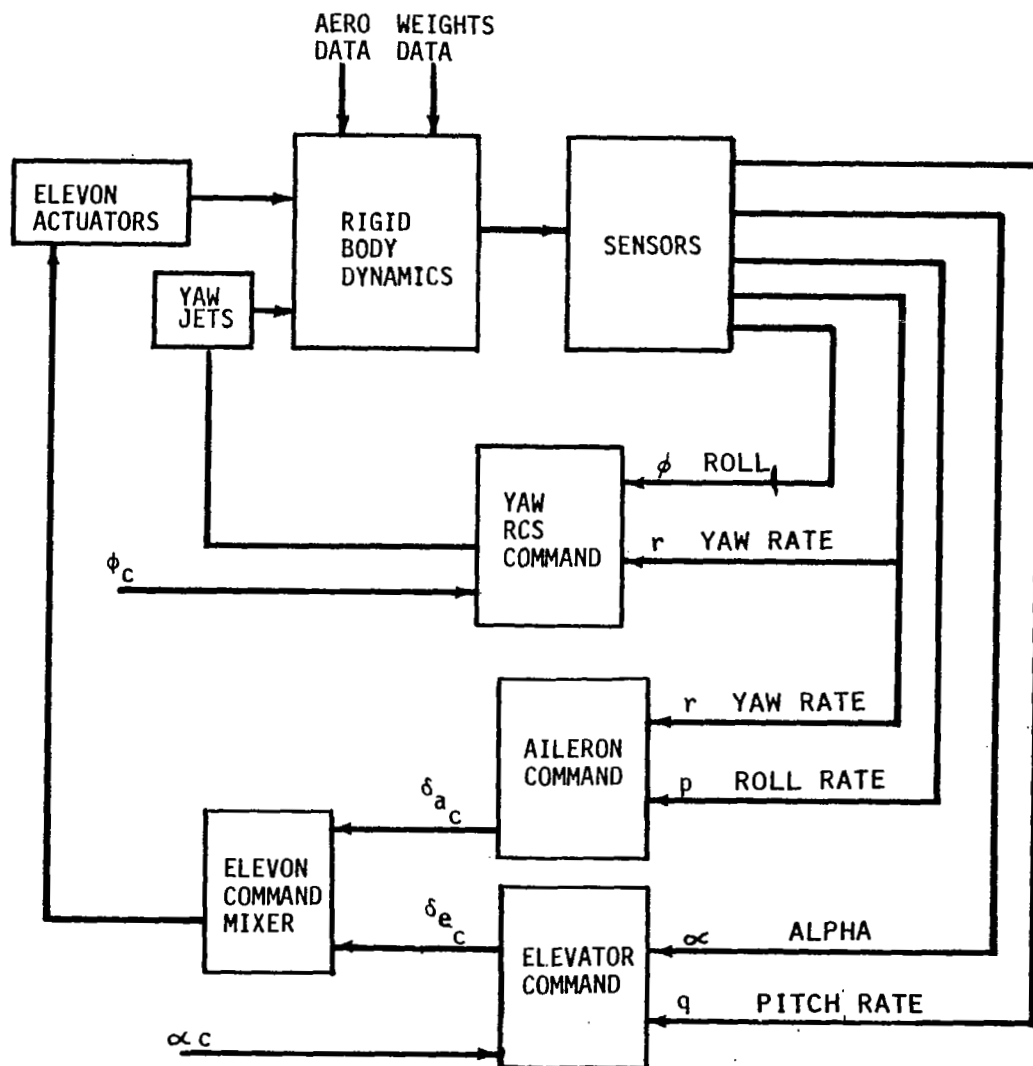 AERO WEIGHTS
DATA DATA
ELEVON
ACTUATORS
RIGID
BODY
DYNAMICS
SENSORS
YAW
JETS
ϕ ROLL
YAW
RCS
COMMAND
r YAW RATE
ϕc
r YAW RATE
AILERON
COMMAND
p ROLL RATE
δac
ELEVON
COMMAND
MIXER
δec
α ALPHA
ELEVATOR
COMMAND
q PITCH RATE
αc